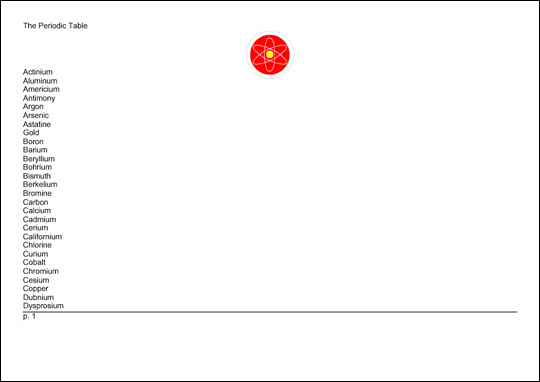 The Periodic Table
Actinium
Aluminum
Americium
Antimony
Argon
Arsenic
Astatine
Gold
Boron
Barium
Beryllium
Bohrium
Bismuth
Berkelium
Bromine
Carbon
Calcium
Cadmium
Cerium
Californium
Chlorine
Curium
Cobalt
Chromium
Cesium
Copper
Dubnium
Dysprosium
p. 1